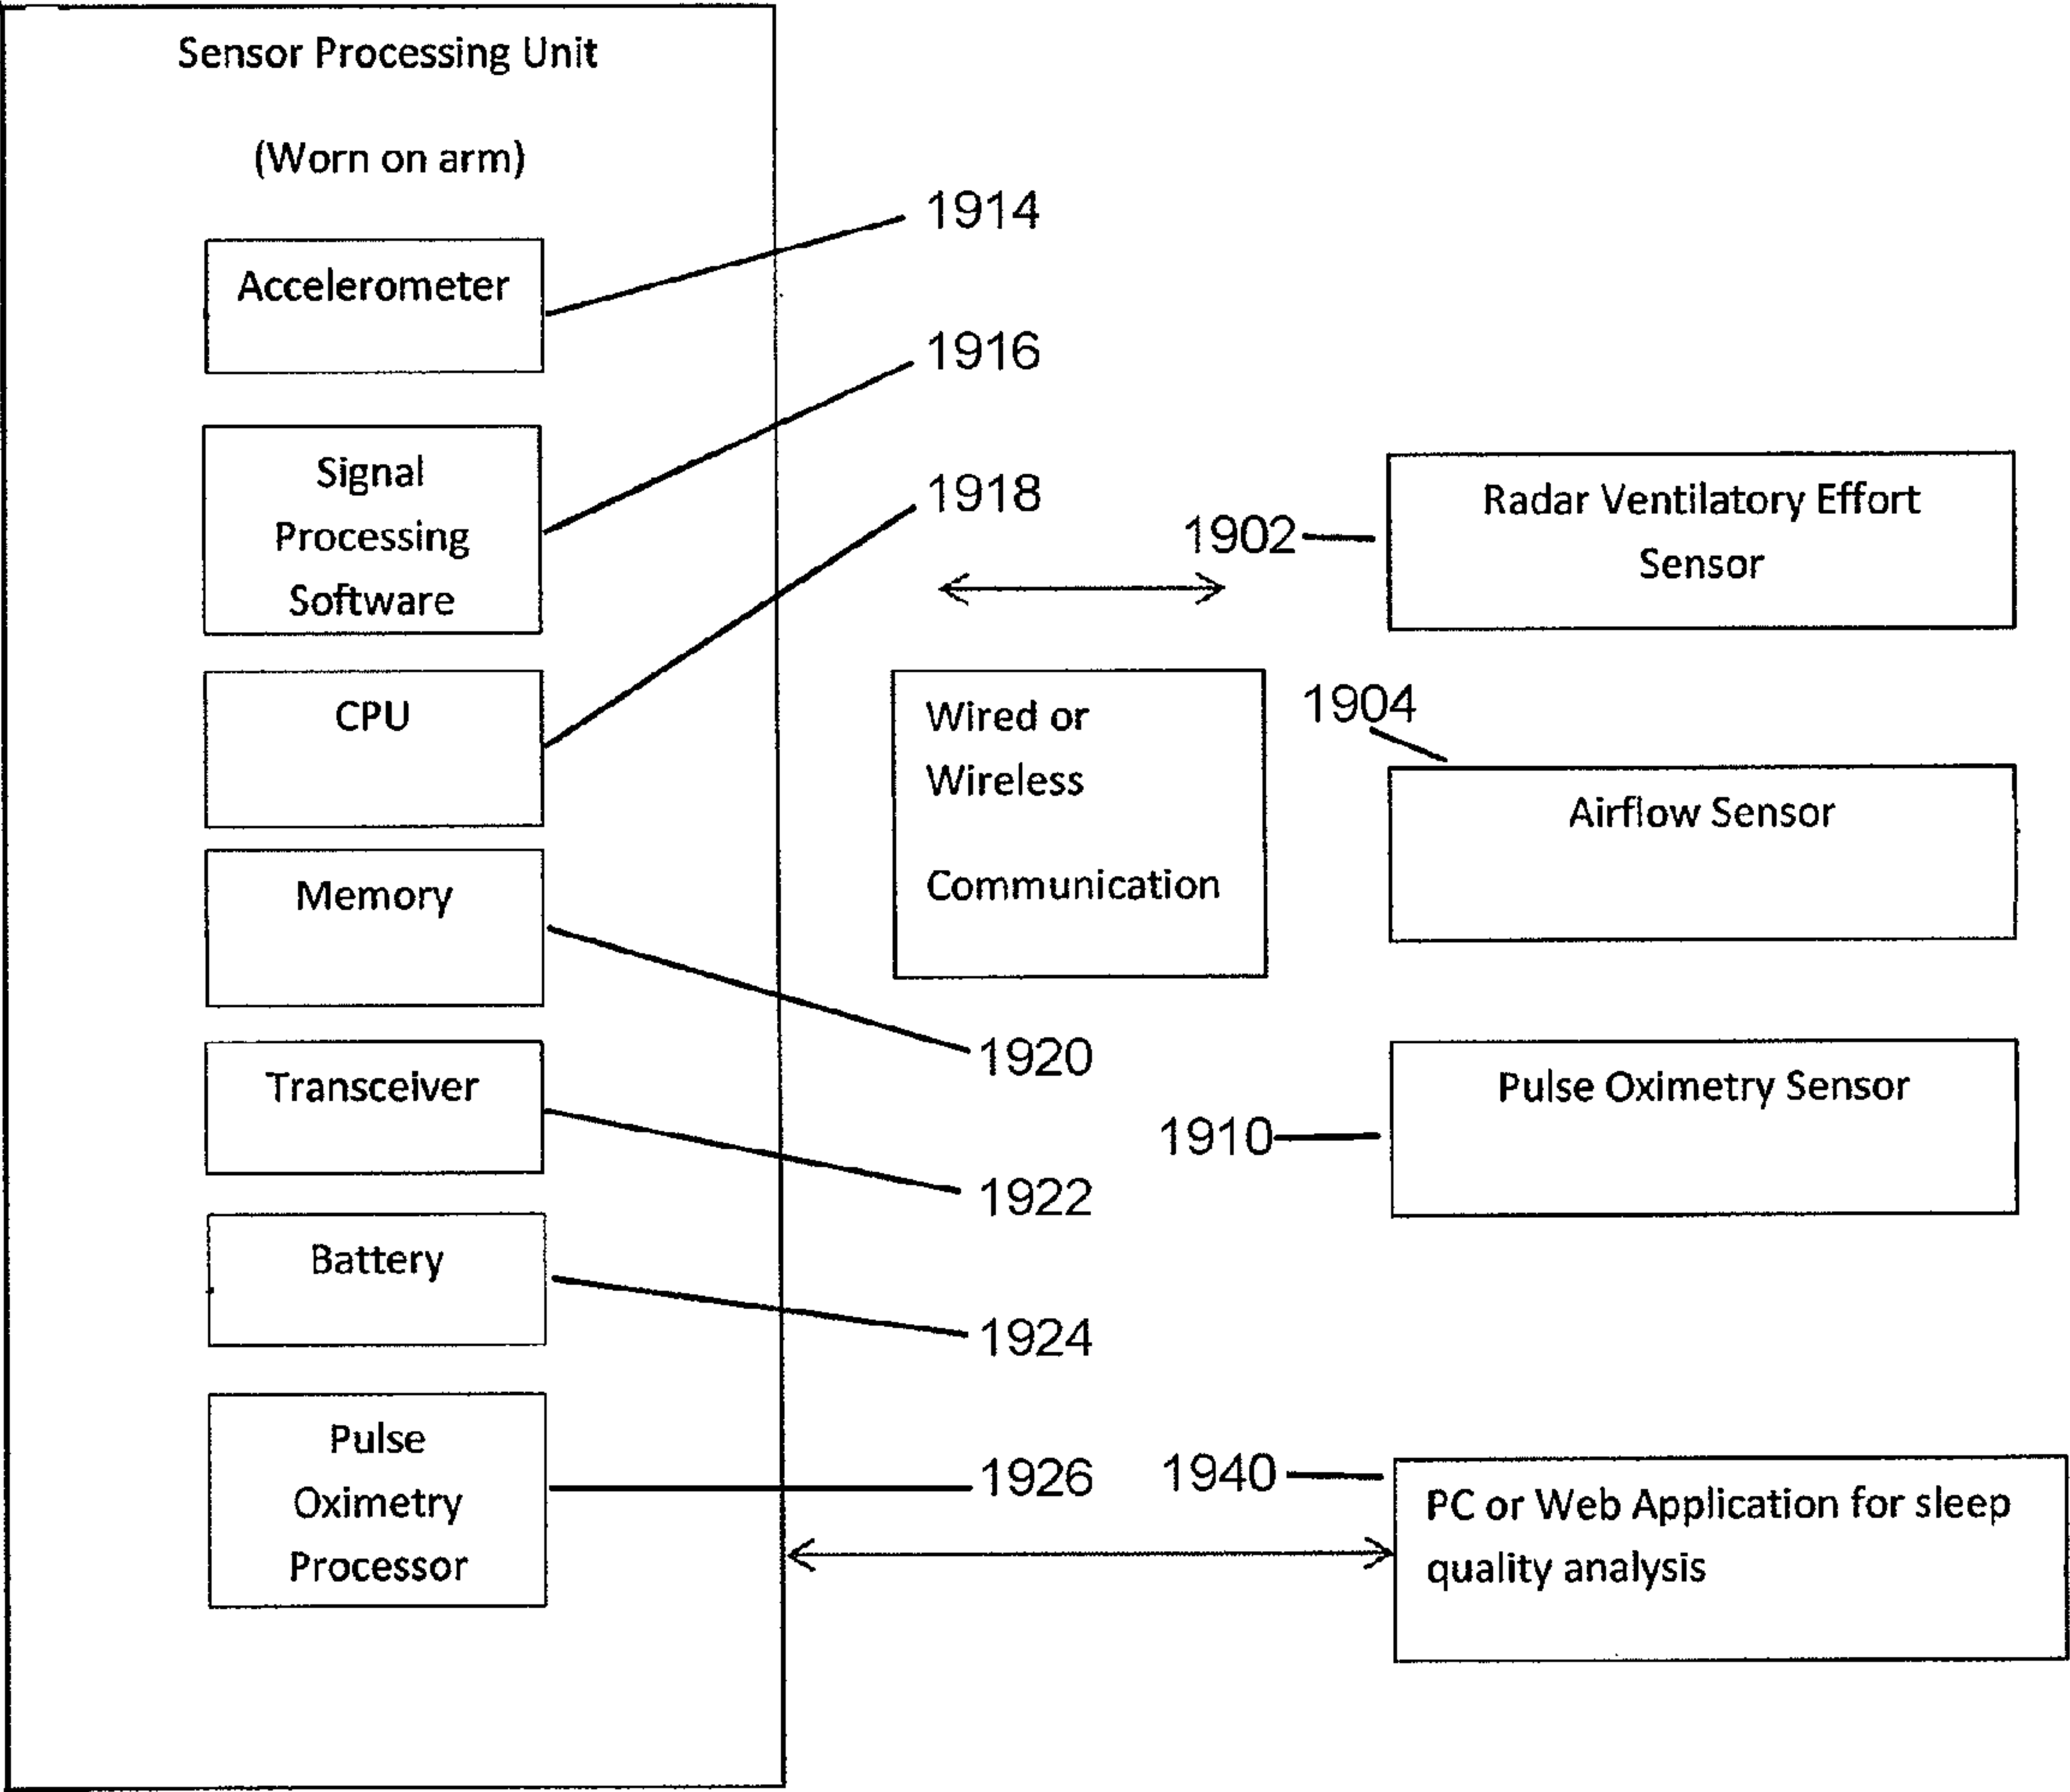 Sensor Processing Unit
(Worn on arm)
Accelerometer
1914
Signal
Processing
Software
1916
CPU
1918
Memory
1920
Transceiver
1922
Battery
1924
Pulse
Oximetry
Processor
1926
Wired or
Wireless
Communication
1902
Radar Ventilatory Effort
Sensor
1904
Airflow Sensor
1910
Pulse Oximetry Sensor
1940
PC or Web Application for sleep
quality analysis